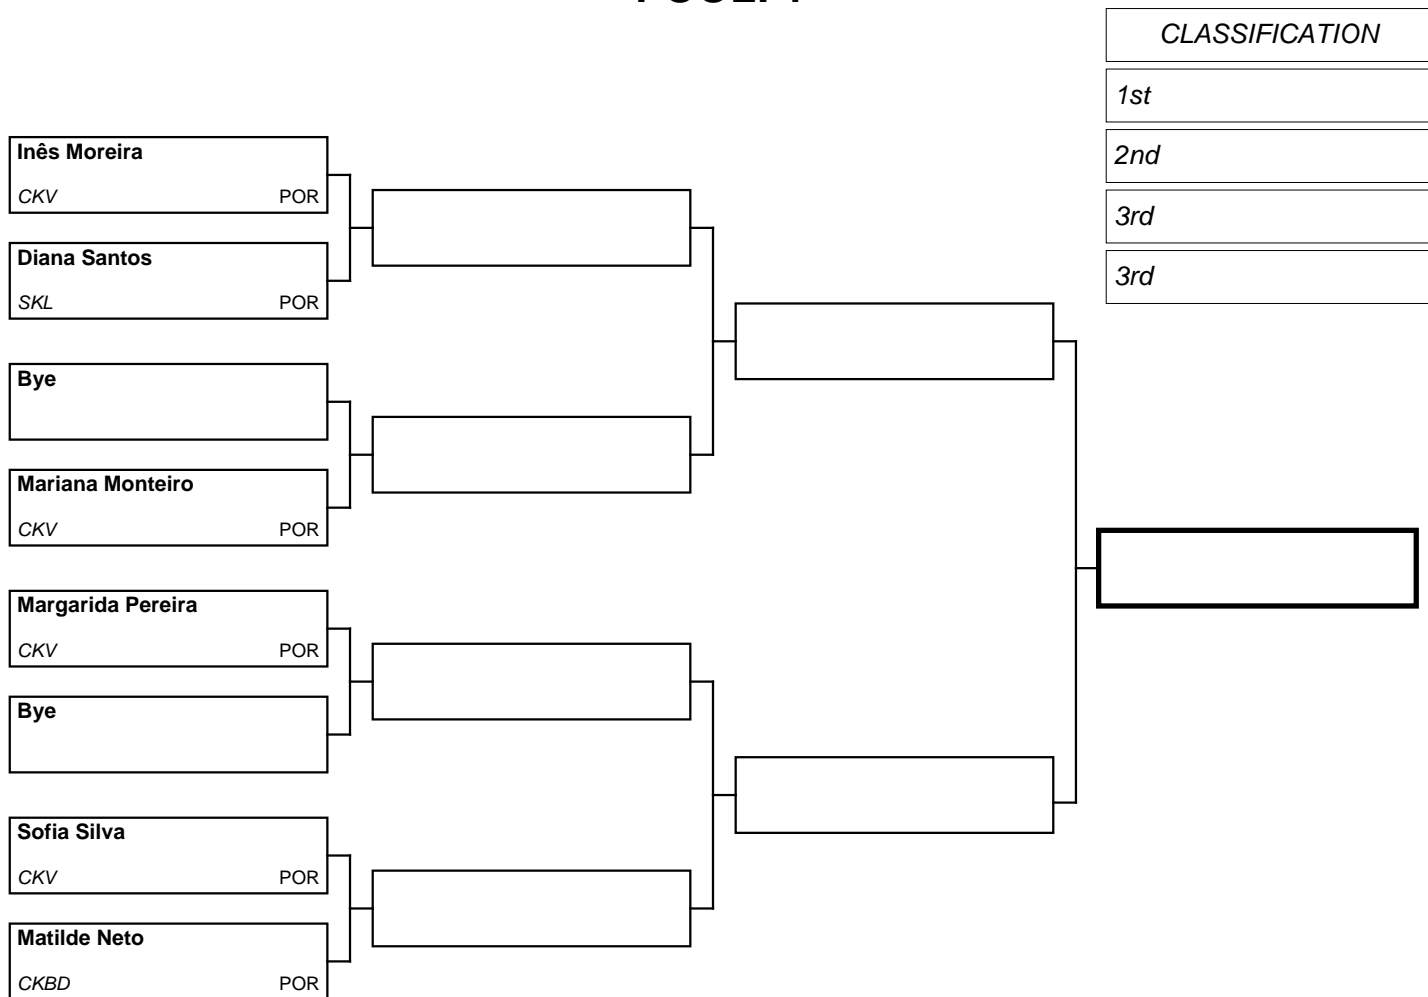 CLASSIFICATION
1st
2nd
3rd
3rd
Inês Moreira
CKV POR
Diana Santos
SKL POR
Bye
Mariana Monteiro
CKV POR
Margarida Pereira
CKV POR
Bye
Sofia Silva
CKV POR
Matilde Neto
CKBD POR